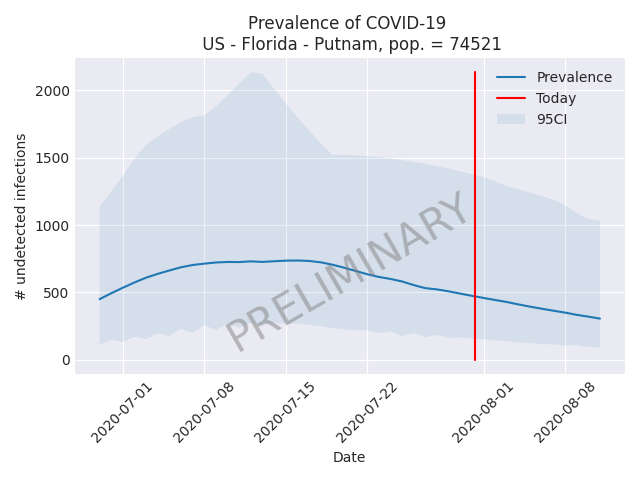 Prevalence of COVID-19
US - Florida - Putnam, pop. = 74521
# undetected infections
2000
1500
1000
500
0
Prevalence
Today
95CI
PRELIMINARY
2020-07-01
2020-07-08
2020-07-15
2020-07-22
2020-08-01
2020-08-08
Date